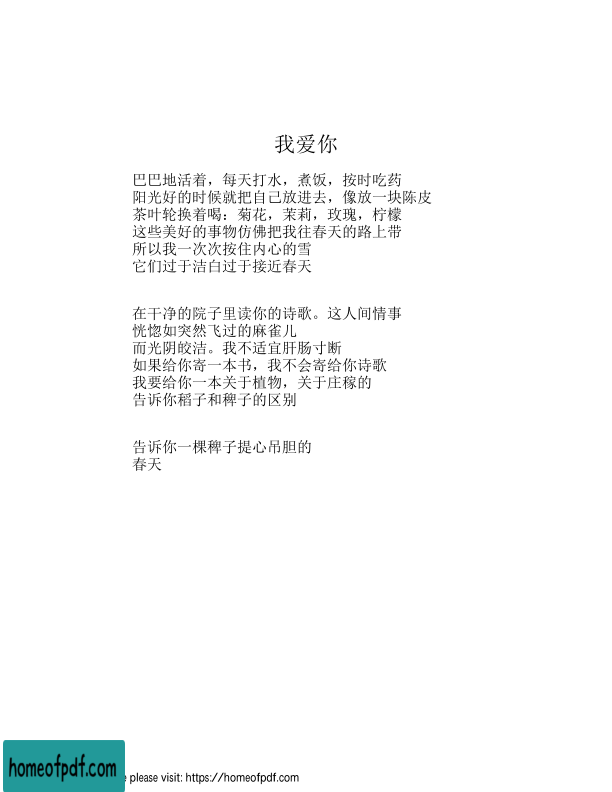 我爱你
巴巴地活着，每天打水，煮饭，按时吃药
阳光好的时候就把自己放进去，像放一块陈皮
茶叶轮换着喝：菊花，茉莉，玫瑰，柠檬
这些美好的事物仿佛把我往春天的路上带
所以我一次次按住内心的雪
它们过于洁白过于接近春天
在干净的院子里读你的诗歌。这人间情事
恍惚如突然飞过的麻雀儿
而光阴皎洁。我不适宜肝肠寸断
如果给你寄一本书，我不会寄给你诗歌
我要给你一本关于植物，关于庄稼的
告诉你稻子和稗子的区别
告诉你一棵稗子提心吊胆的
春天
homeofpdf.com
please visit: https://homeofpdf.com